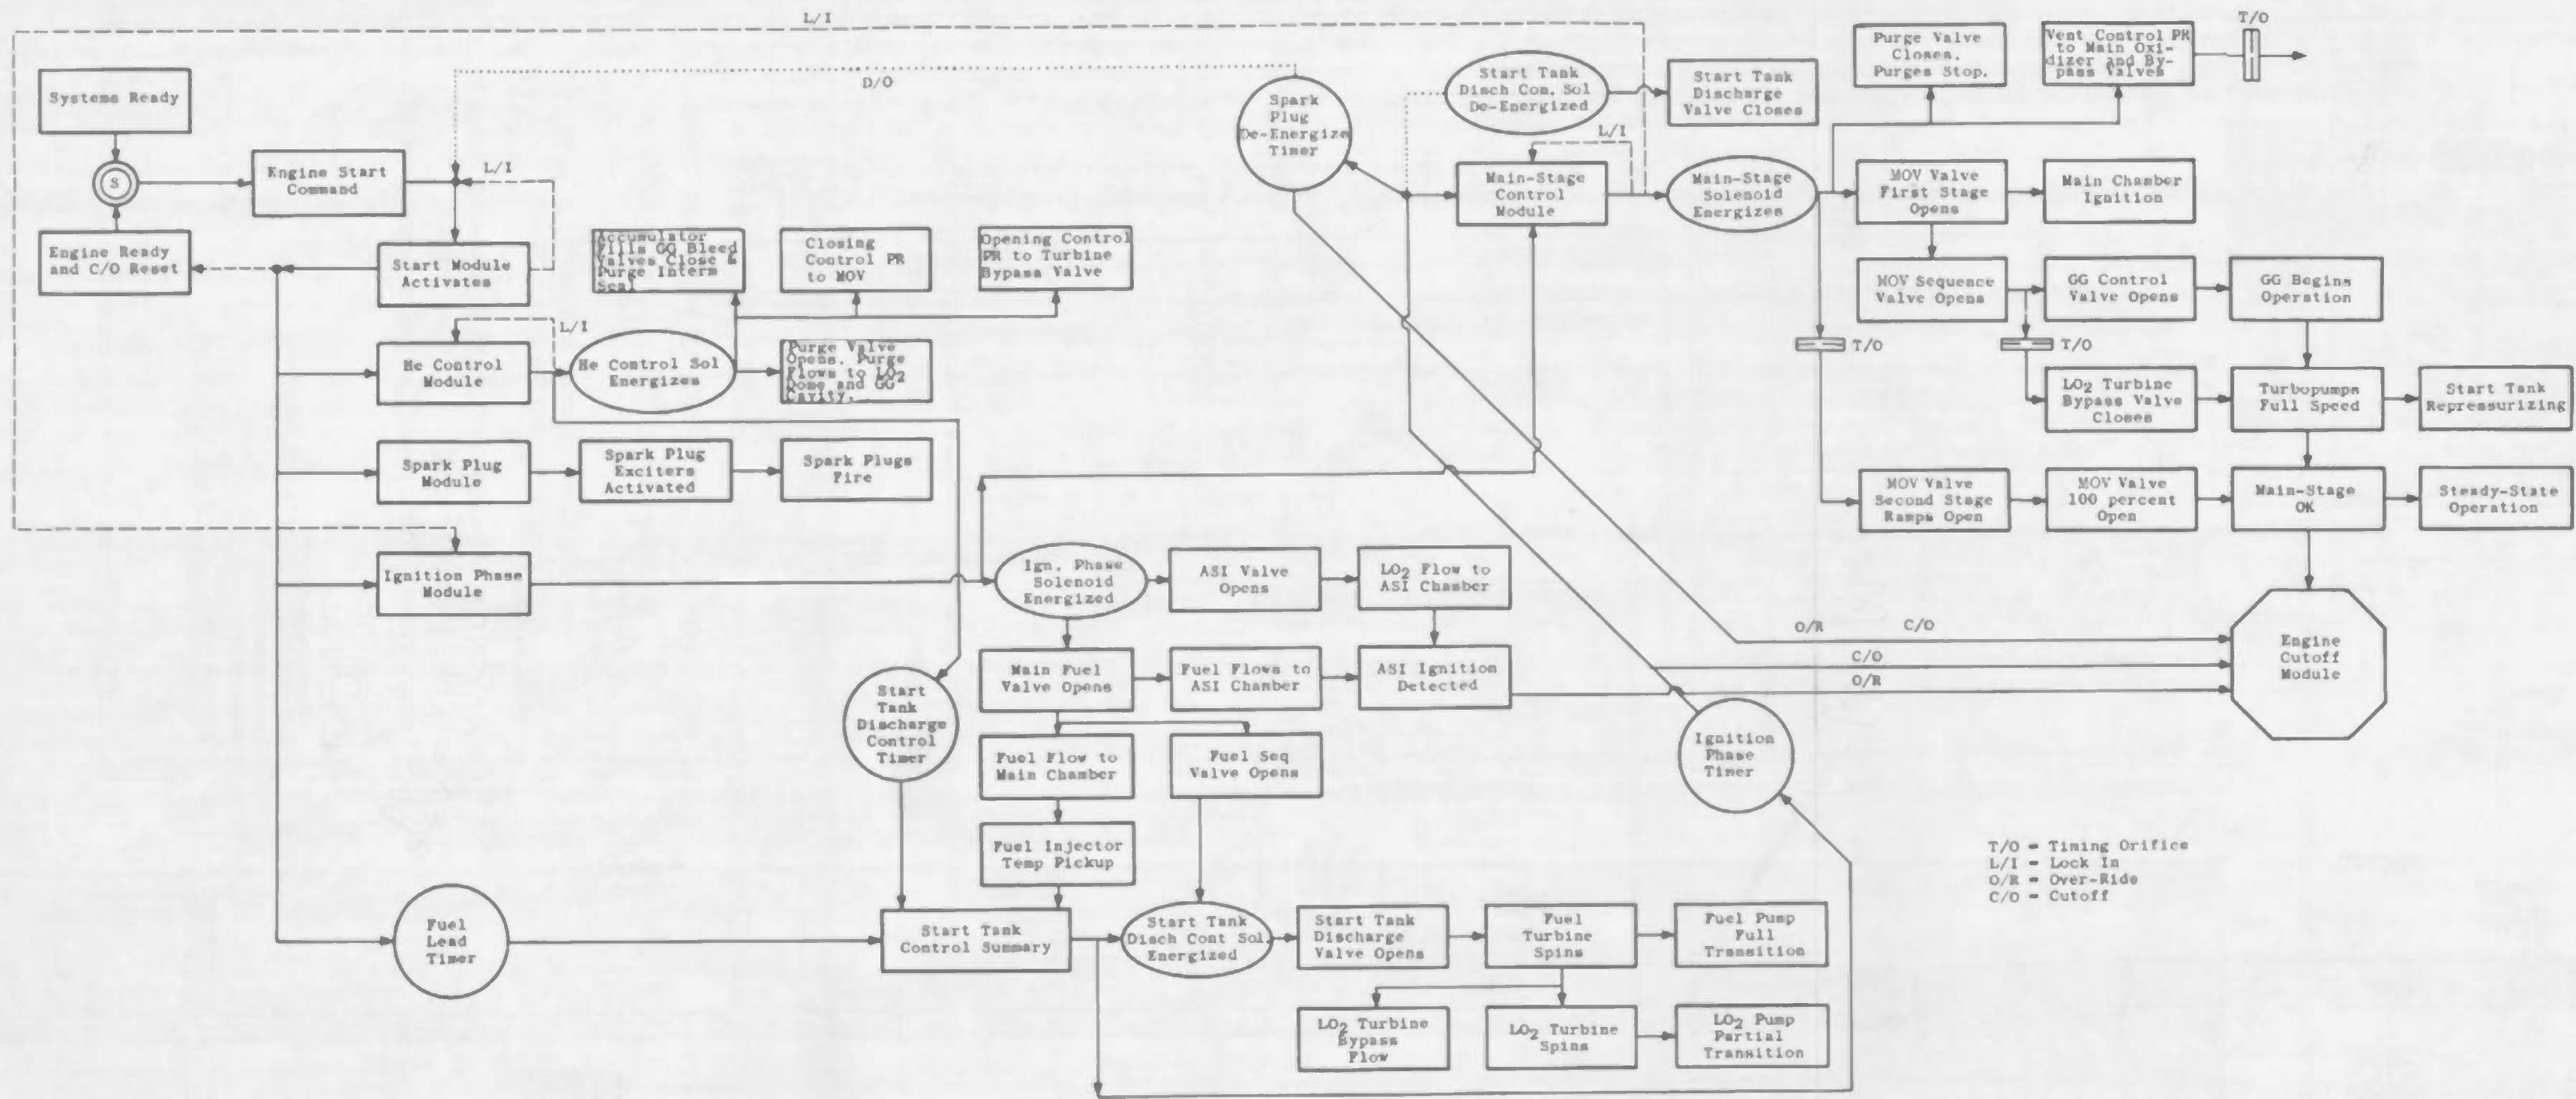 L/I
T/O
Systems Ready
D/O
Spark
Plug
De-Energize
Timer
Start Tank
Disch Con. Sol
De-Energized
Start Tank
Discharge
Valve Closes
Purge Valve
Closes.
Purges Stop.
Vent Control PR
to Main Oxi-
dizer and By-
pass Valves
S
Engine Start
Command
L/I
L/I
Main-Stage
Control
Module
Main-Stage
Solenoid
Energizes
MOV Valve
First Stage
Opens
Main Chamber
Ignition
Engine Ready
and C/O Reset
Start Module
Activates
Accumulator
Fills GG Bleed
Valves Close &
Purge Interm
Seal
Closing
Control PR
to MOV
Opening Control
PR to Turbine
Bypass Valve
MOV Sequence
Valve Opens
GG Control
Valve Opens
GG Begins
Operation
L/I
He Control
Module
He Control Sol
Energizes
Purge Valve
Opens. Purge
Flows to LO2
Dome and GG
Cavity.
T/O
T/O
LO2 Turbine
Bypass Valve
Closes
Turbopumps
Full Speed
Start Tank
Repressurizing
Spark Plug
Module
Spark Plug
Exciters
Activated
Spark Plugs
Fire
MOV Valve
Second Stage
Ramps Open
MOV Valve
100 percent
Open
Main-Stage
OK
Steady-State
Operation
Ignition Phase
Module
Ign. Phase
Solenoid
Energized
ASI Valve
Opens
LO2 Flow to
ASI Chamber
O/R C/O
C/O
O/R
Engine
Cutoff
Module
Start
Tank
Discharge
Control
Timer
Main Fuel
Valve Opens
Fuel Flows to
ASI Chamber
ASI Ignition
Detected
Fuel Flow to
Main Chamber
Fuel Seq
Valve Opens
Ignition
Phase
Timer
Fuel Injector
Temp Pickup
T/O = Timing Orifice
L/I = Lock In
O/R = Over-Ride
C/O = Cutoff
Fuel
Lead
Timer
Start Tank
Control Summary
Start Tank
Disch Cont Sol.
Energized
Start Tank
Discharge
Valve Opens
Fuel
Turbine
Spins
Fuel Pump
Full
Transition
LO2 Turbine
Bypass
Flow
LO2 Turbine
Spins
LO2 Pump
Partial
Transition